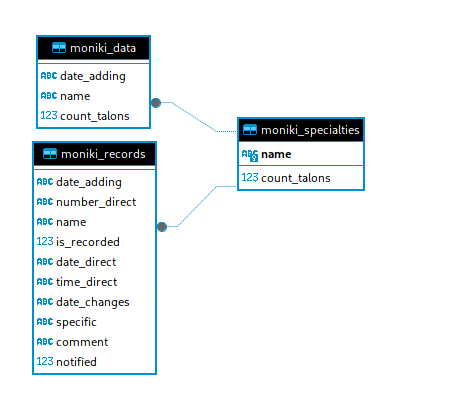 moniki_data
ABC date_adding
ABC name
123 count_talons
moniki_records
ABC date_adding
ABC number_direct
ABC name
123 is_recorded
ABC date_direct
ABC time_direct
ABC date_changes
ABC specific
ABC comment
123 notified
moniki_specialties
ABC name
123 count_talons